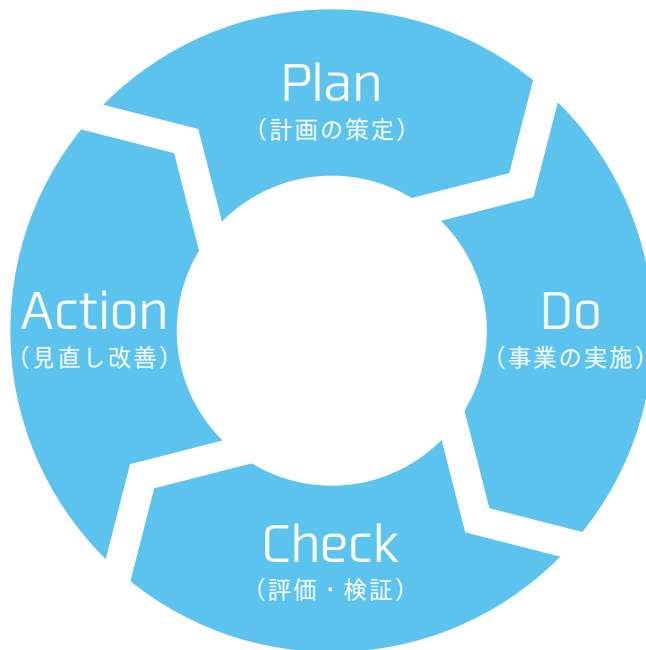 Plan
（計画の策定）
Do
（事業の実施）
Check
（評価・検証）
Action
（見直し改善）